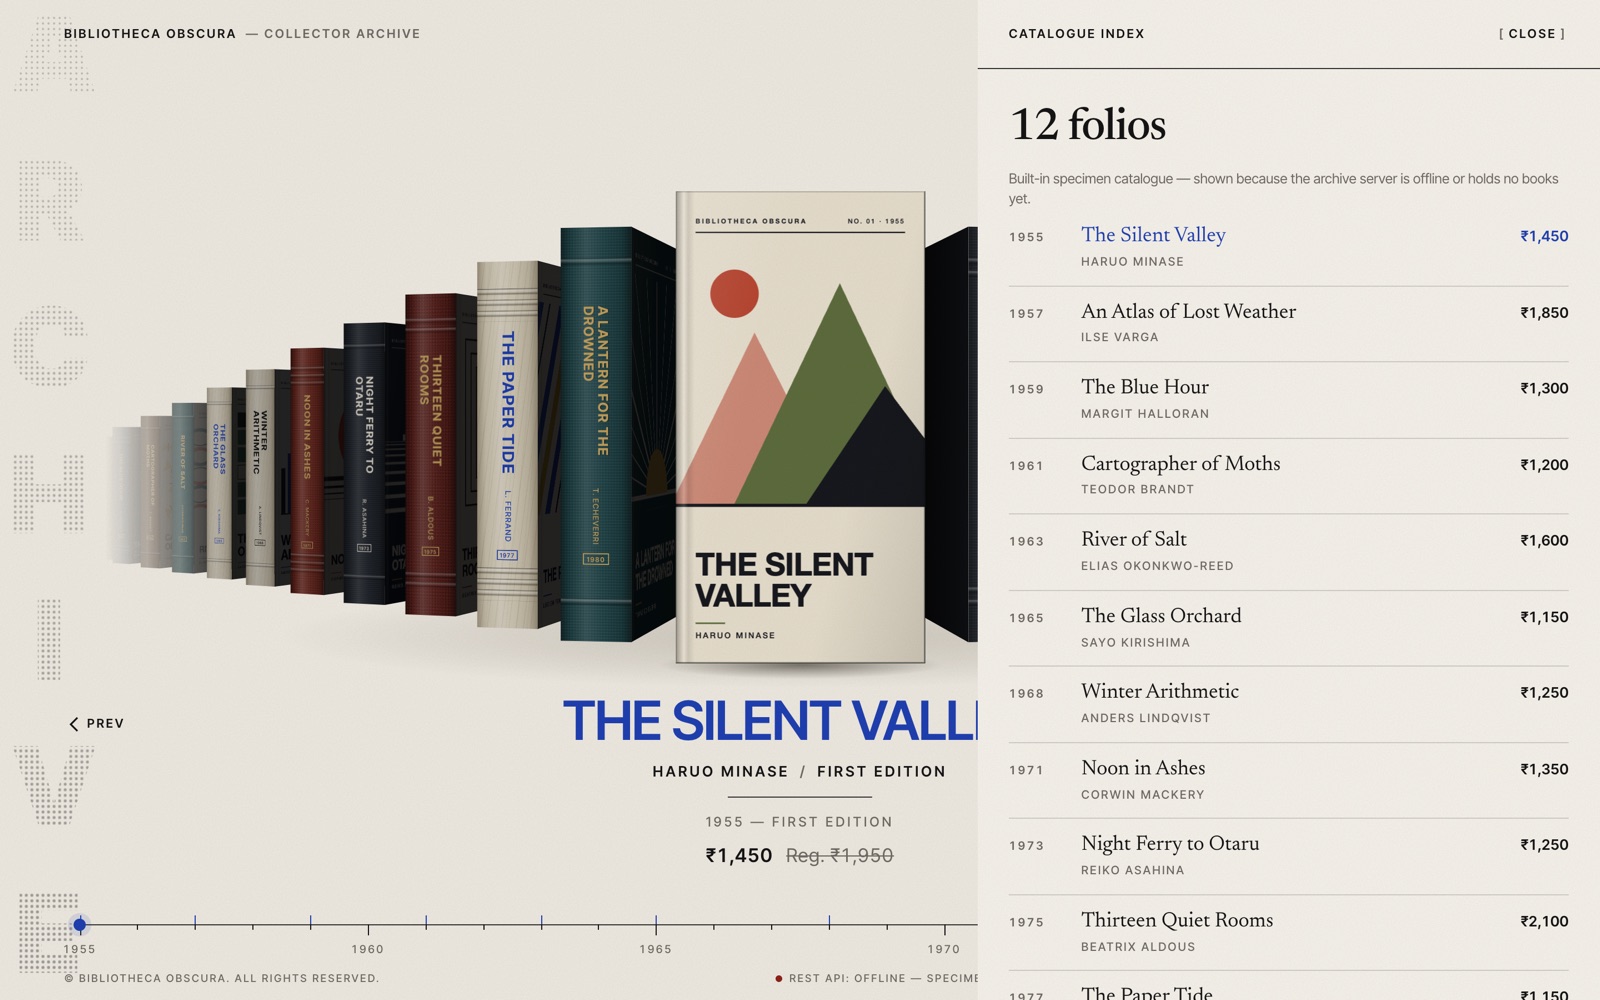 BIBLIOTHECA OBSCURA — COLLECTOR ARCHIVE
A
R
C
H
I
V
E
RIVER OF SALT
THE GLASS
ORCHARD
WINTER
ARITHMETIC
NOON IN ASHES
C. MACKERY
NIGHT FERRY TO
OTARU
R. ASAHINA
1973
THIRTEEN QUIET
ROOMS
B. ALDOUS
1975
THE PAPER TIDE
L. FERRAND
1977
A LANTERN FOR THE
DROWNED
T. ECHEVERRI
1980
A LANTERN FOR
THE DROWNED
BIBLIOTHECA OBSCURA NO. 01 · 1955
THE SILENT
VALLEY
HARUO MINASE
PREV
THE SILENT VALL
HARUO MINASE / FIRST EDITION
1955 — FIRST EDITION
₹1,450 Reg. ₹1,950
1955 1960 1965 1970
© BIBLIOTHECA OBSCURA. ALL RIGHTS RESERVED.
REST API: OFFLINE — SPECIME
CATALOGUE INDEX
[ CLOSE ]
12 folios
Built-in specimen catalogue — shown because the archive server is offline or holds no books
yet.
1955 The Silent Valley ₹1,450
HARUO MINASE
1957 An Atlas of Lost Weather ₹1,850
ILSE VARGA
1959 The Blue Hour ₹1,300
MARGIT HALLORAN
1961 Cartographer of Moths ₹1,200
TEODOR BRANDT
1963 River of Salt ₹1,600
ELIAS OKONKWO-REED
1965 The Glass Orchard ₹1,150
SAYO KIRISHIMA
1968 Winter Arithmetic ₹1,250
ANDERS LINDQVIST
1971 Noon in Ashes ₹1,350
CORWIN MACKERY
1973 Night Ferry to Otaru ₹1,250
REIKO ASAHINA
1975 Thirteen Quiet Rooms ₹2,100
BEATRIX ALDOUS
1977 The Paper Tide ₹1,150